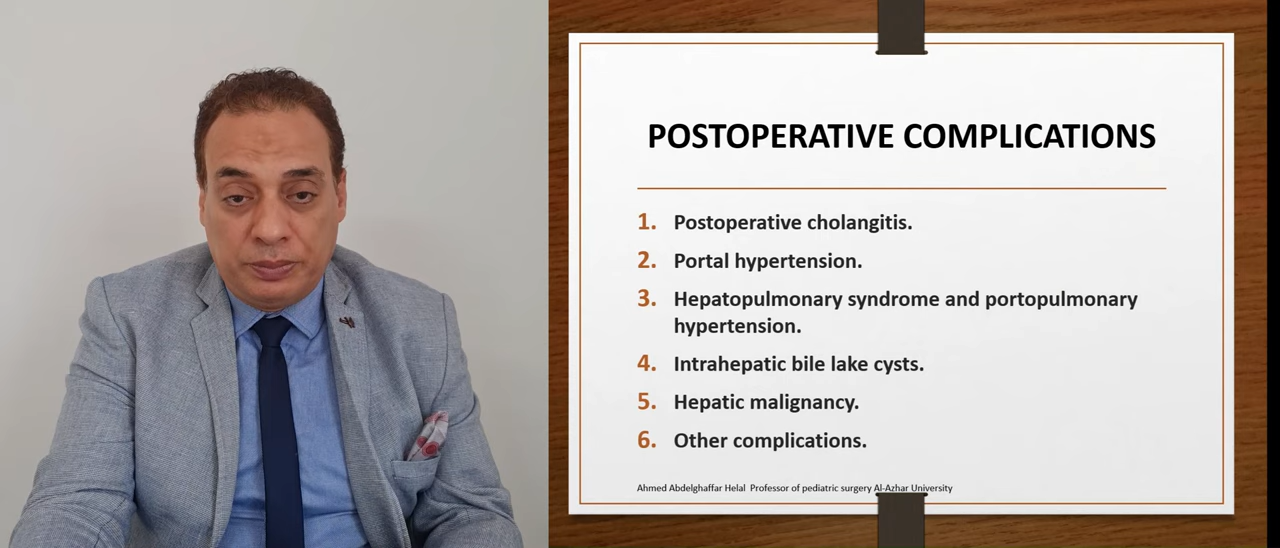 POSTOPERATIVE COMPLICATIONS
1. Postoperative cholangitis.
2. Portal hypertension.
3. Hepatopulmonary syndrome and portopulmonary
hypertension.
4. Intrahepatic bile lake cysts.
5. Hepatic malignancy.
6. Other complications.
Ahmed Abdelghaffar Helal Professor of pediatric surgery Al-Azhar University